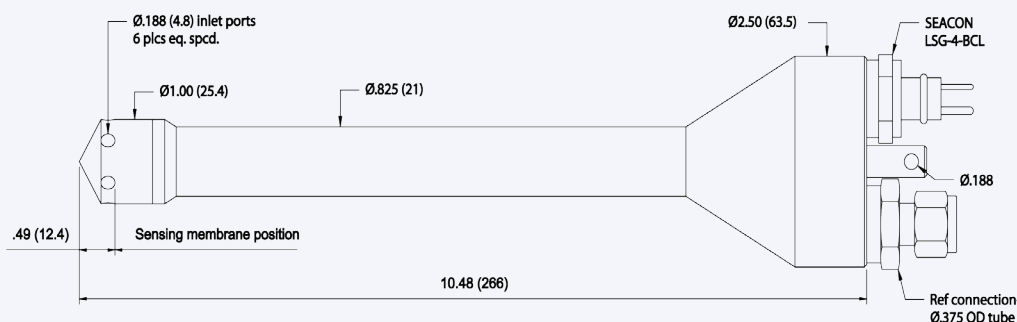 Ø.188 (4.8) inlet ports
6 plcs eq. spcd.
Ø1.00 (25.4)
Ø.825 (21)
Ø2.50 (63.5)
SEACON
LSG-4-BCL
Ø.188
.49 (12.4)
Sensing membrane position
10.48 (266)
Ref connection
Ø.375 OD tube